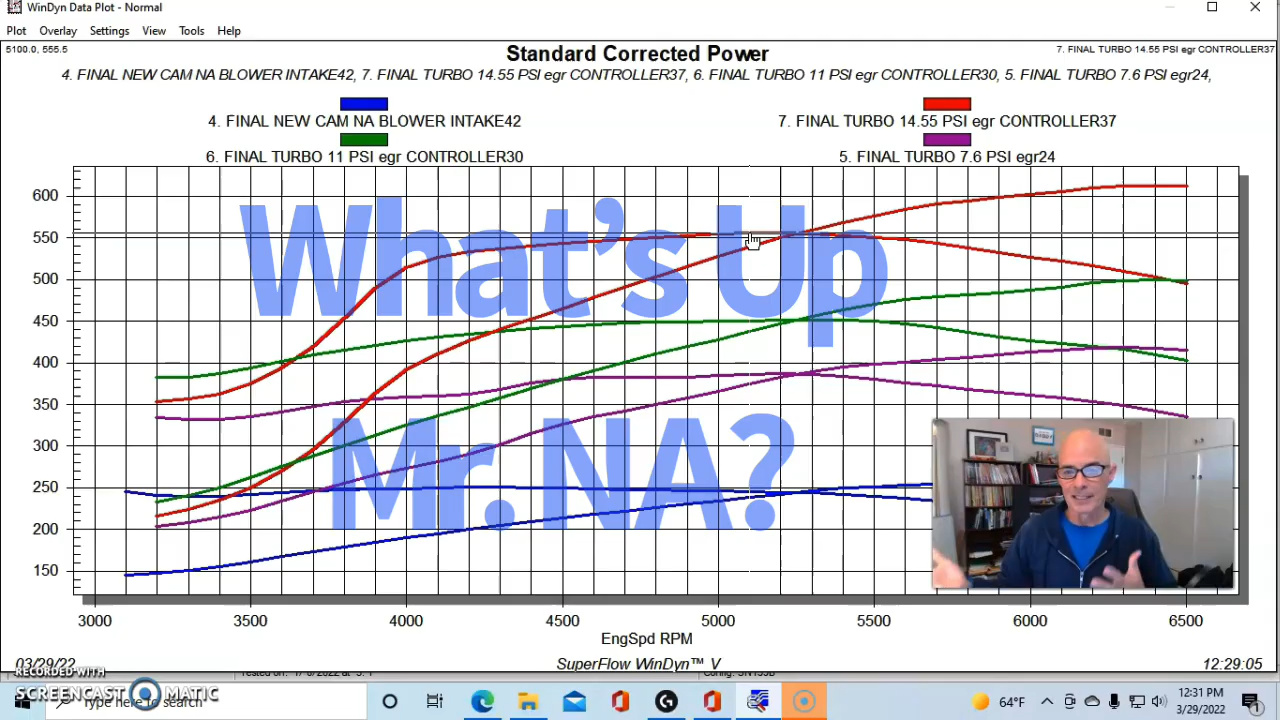 WinDyn Data Plot - Normal
Plot Overlay Settings View Tools Help
5100.0, 555.5
7. FINAL TURBO 14.55 PSI egr CONTROLLER37
Standard Corrected Power
4. FINAL NEW CAM NA BLOWER INTAKE42, 7. FINAL TURBO 14.55 PSI egr CONTROLLER37, 6. FINAL TURBO 11 PSI egr CONTROLLER30, 5. FINAL TURBO 7.6 PSI egr24,
4. FINAL NEW CAM NA BLOWER INTAKE42
7. FINAL TURBO 14.55 PSI egr CONTROLLER37
6. FINAL TURBO 11 PSI egr CONTROLLER30
5. FINAL TURBO 7.6 PSI egr24
600
550
500
450
400
350
300
250
200
150
What's Up
Mr. NA?
3000 3500 4000 4500 5000 5500 6000 6500
EngSpd RPM
03/29/22
SuperFlow WinDyn™ V
12:29:05
RECORDED WITH
SCREENCAST MATIC
Type here to search
64°F
12:31 PM
3/29/2022